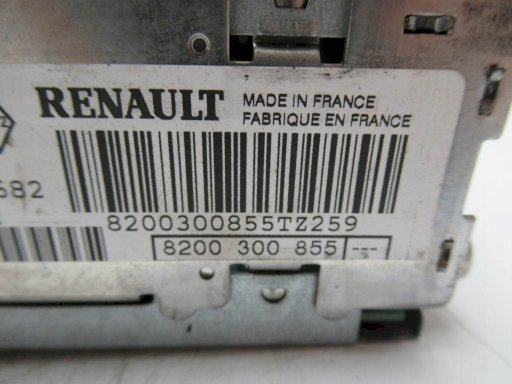 RENAULT
MADE IN FRANCE
FABRIQUE EN FRANCE
682
8200300855TZ259
8200 300 855 ---